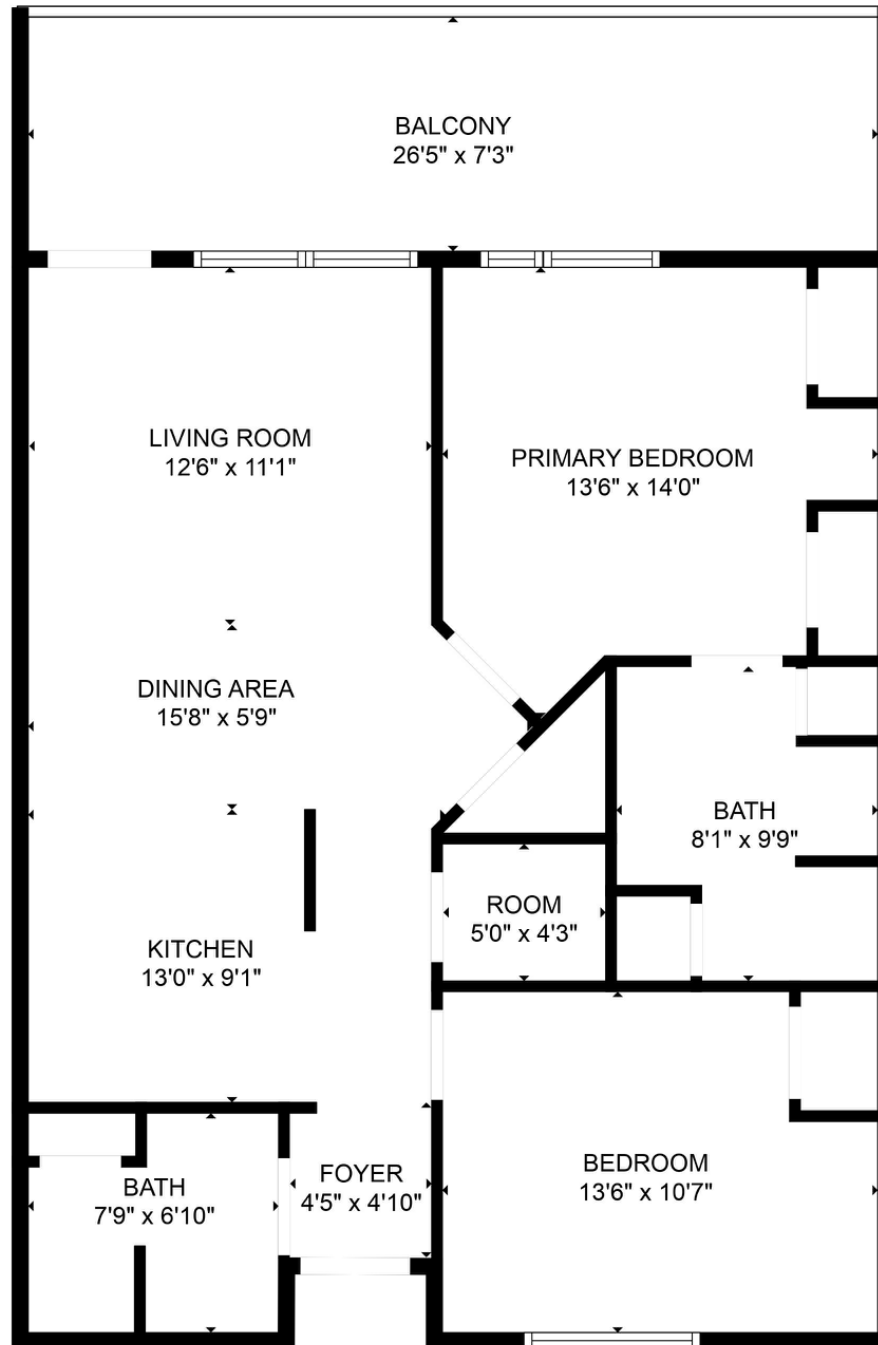 BALCONY
26'5" x 7'3"
LIVING ROOM
12'6" x 11'1"
PRIMARY BEDROOM
13'6" x 14'0"
DINING AREA
15'8" x 5'9"
BATH
8'1" x 9'9"
ROOM
5'0" x 4'3"
KITCHEN
13'0" x 9'1"
BEDROOM
13'6" x 10'7"
FOYER
4'5" x 4'10"
BATH
7'9" x 6'10"